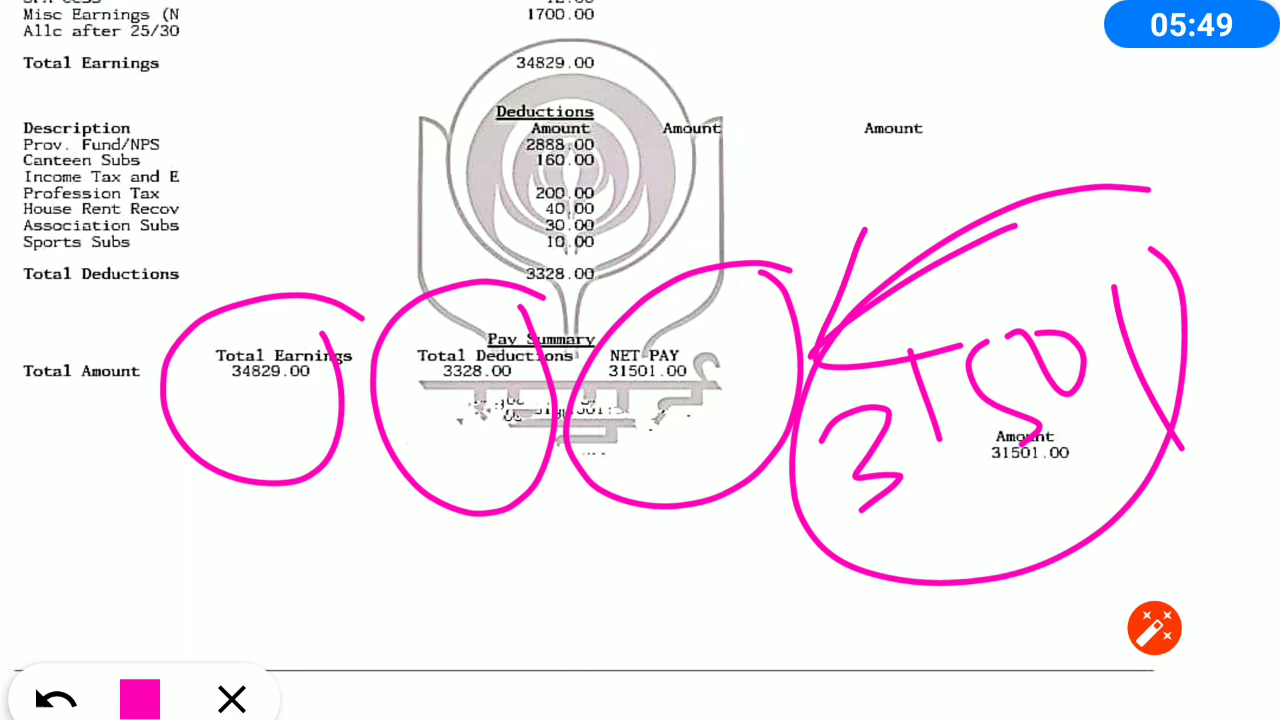 05:49
Misc Earnings (N 1700.00
Allc after 25/30
Total Earnings 34829.00
Deductions
Description Amount Amount Amount
Prov. Fund/NPS 2888.00
Canteen Subs 160.00
Income Tax and E
Profession Tax 200.00
House Rent Recov 40.00
Association Subs 30.00
Sports Subs 10.00
Total Deductions 3328.00
Pay Summary
Total Earnings Total Deductions NET PAY
Total Amount 34829.00 3328.00 31501.00
31501
Amount
31501.00